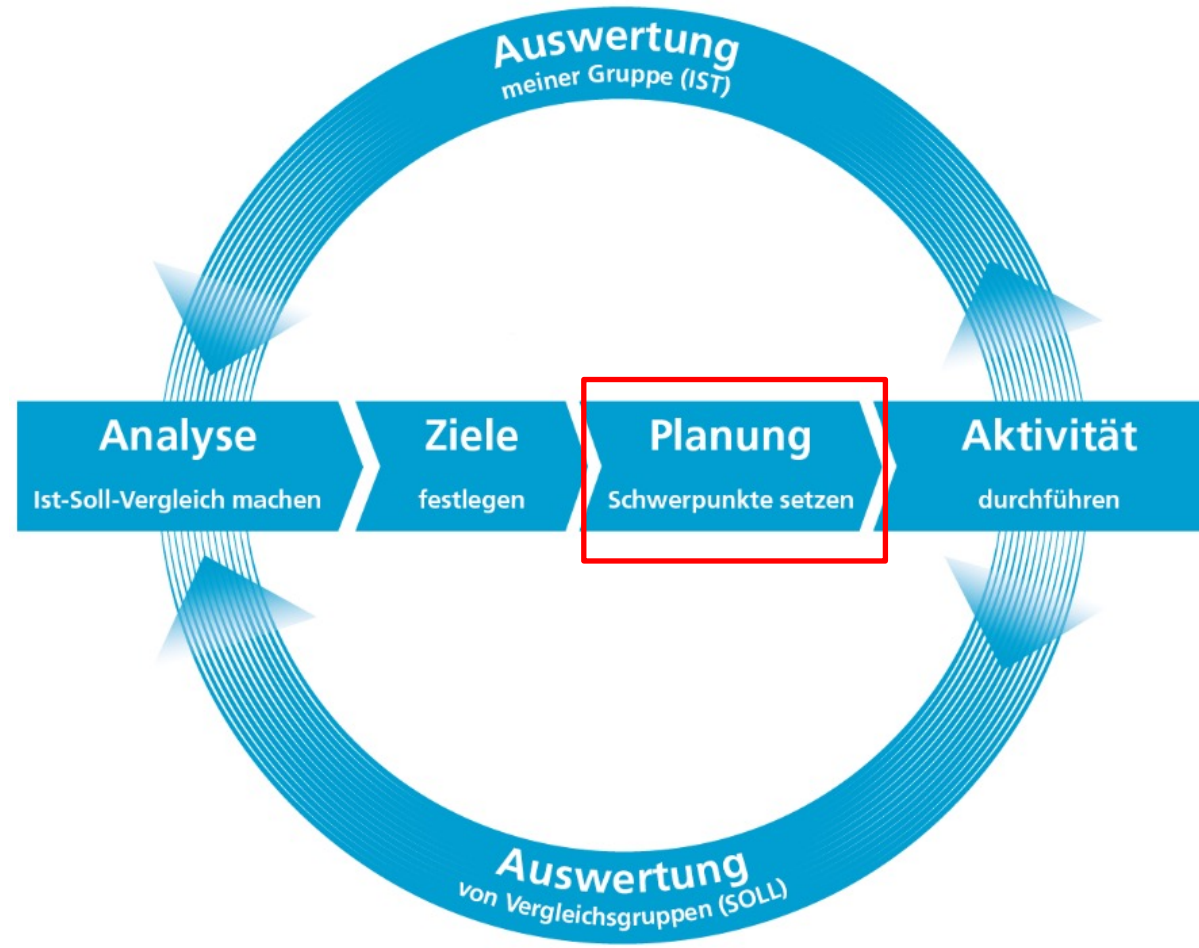 Auswertung
meiner Gruppe (IST)
Analyse
Ist-Soll-Vergleich machen
Ziele
festlegen
Planung
Schwerpunkte setzen
Aktivität
durchführen
Auswertung
von Vergleichsgruppen (SOLL)